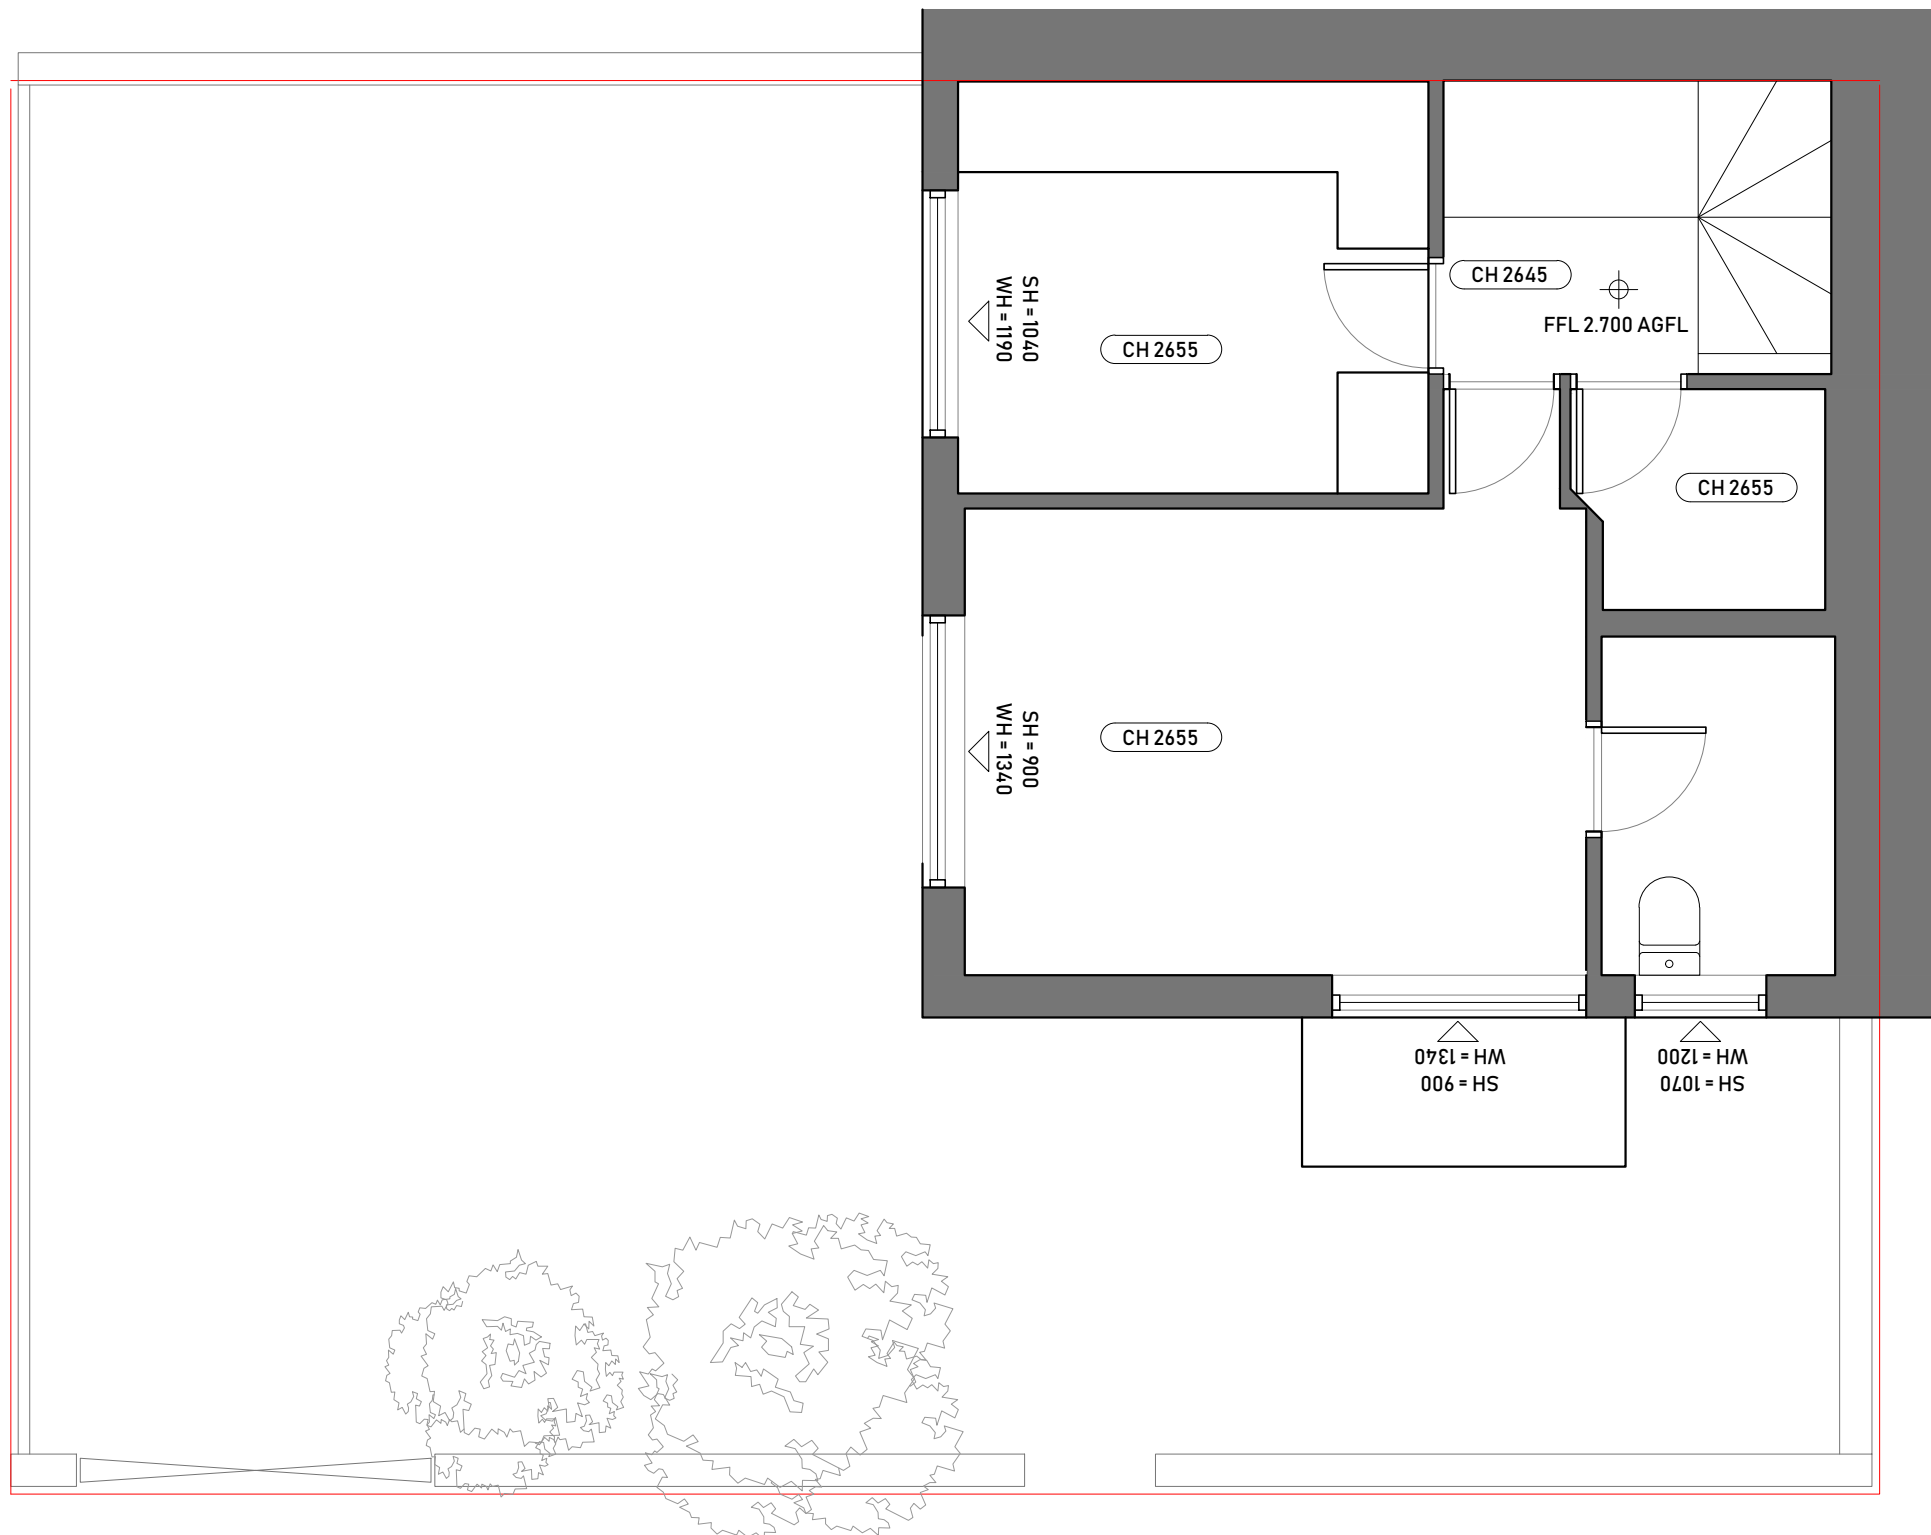 CH 2645
FFL 2.700 AGFL
SH = 1040
WH = 1190
CH 2655
CH 2655
SH = 900
WH = 1340
CH 2655
WH = 1340
SH = 900
WH = 1200
SH = 1070